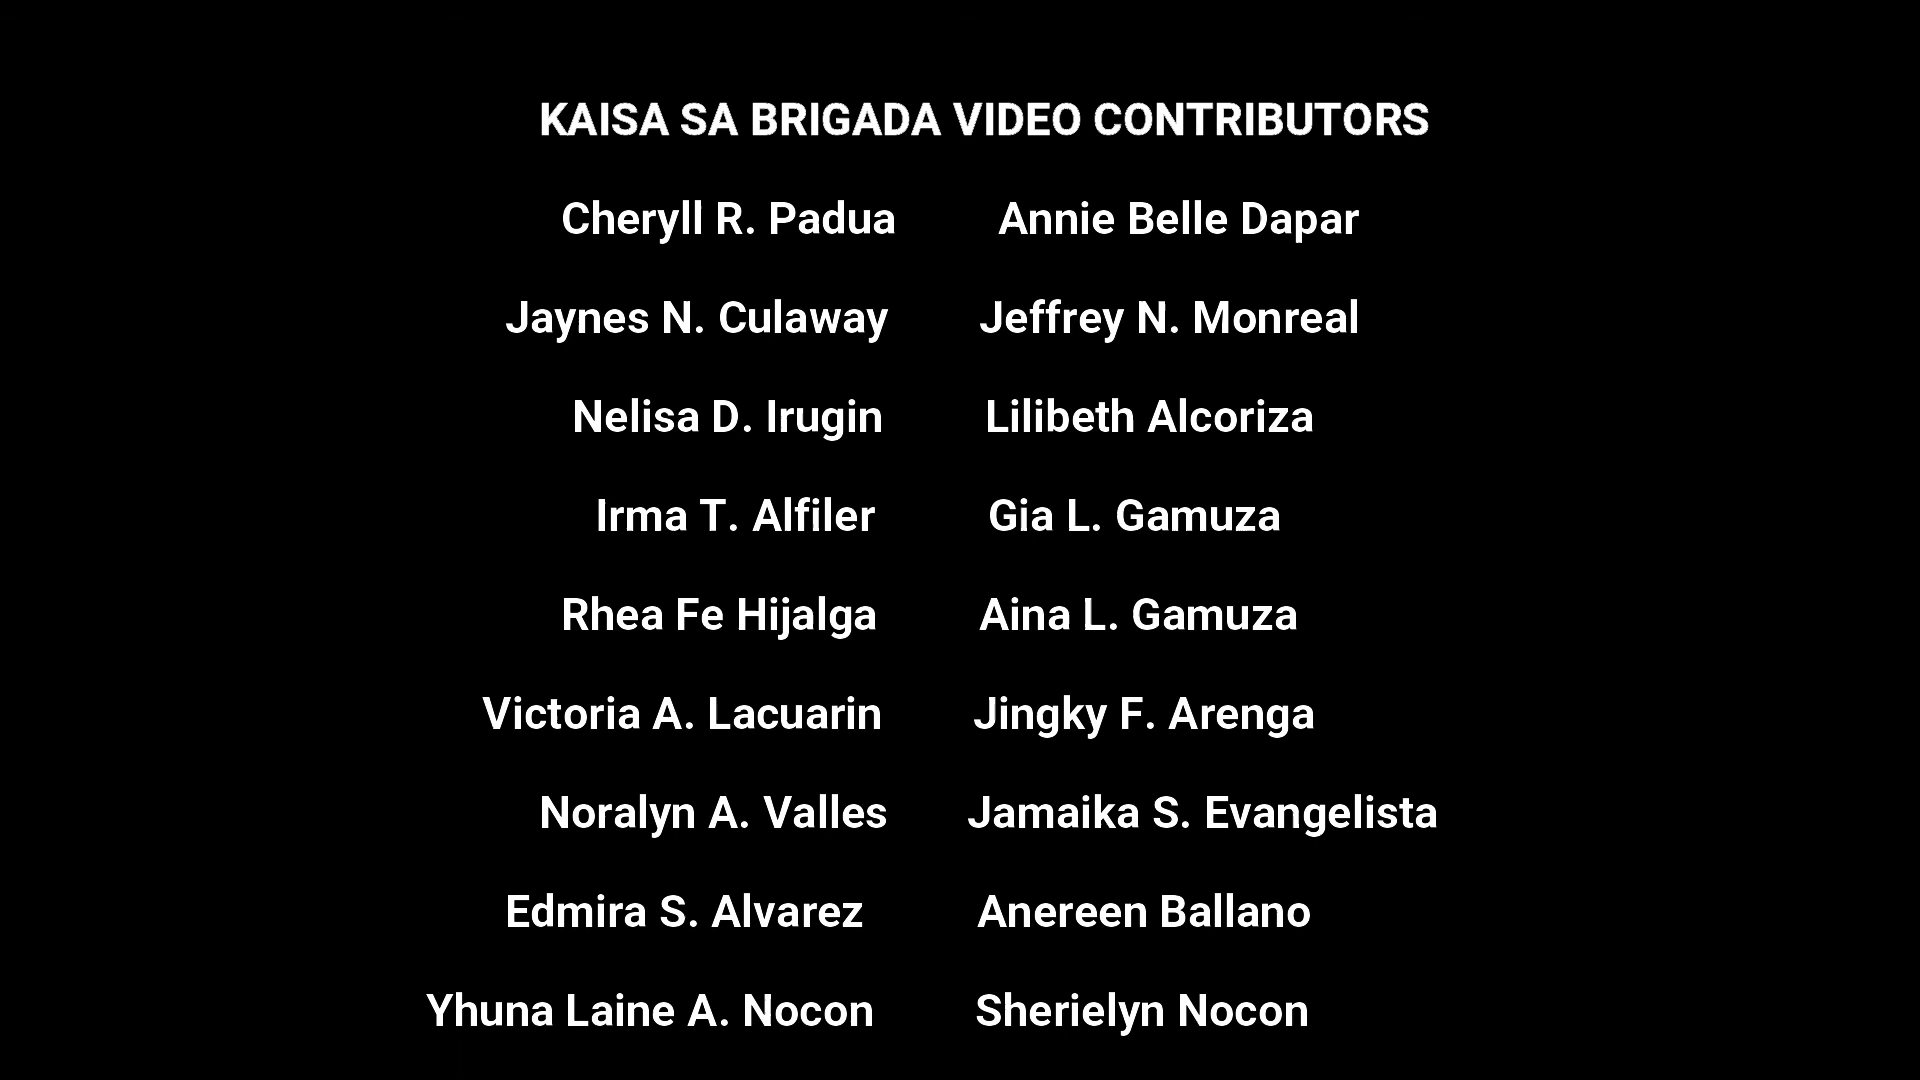 KAISA SA BRIGADA VIDEO CONTRIBUTORS
Cheryll R. Padua Annie Belle Dapar
Jaynes N. Culaway Jeffrey N. Monreal
Nelisa D. Irugin Lilibeth Alcoriza
Irma T. Alfiler Gia L. Gamuza
Rhea Fe Hijalga Aina L. Gamuza
Victoria A. Lacuarin Jingky F. Arenga
Noralyn A. Valles Jamaika S. Evangelista
Edmira S. Alvarez Anereen Ballano
Yhuna Laine A. Nocon Sherielyn Nocon